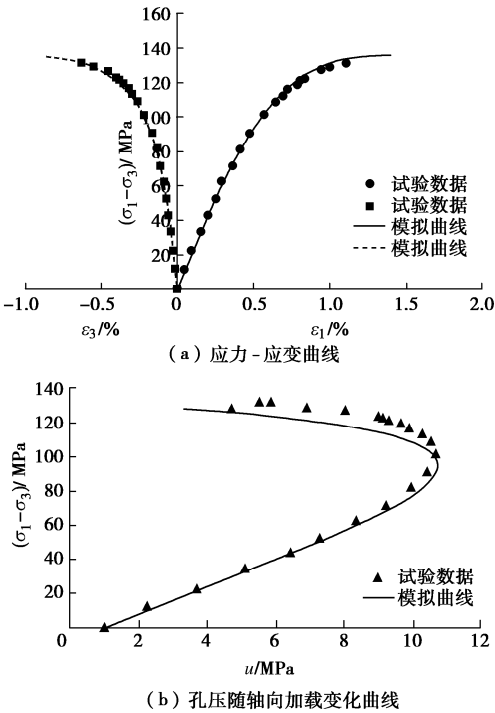 160
140
120
100
80
60
40
20
(σ₁-σ₃)/MPa
试验数据
试验数据
模拟曲线
模拟曲线
-1.0 -0.5 0 0.5 1.0 1.5 2.0
ε₃/% ε₁/%
(a)应力-应变曲线
140
120
100
80
60
40
20
(σ₁-σ₃)/MPa
试验数据
模拟曲线
0 2 4 6 8 10 12
u/MPa
(b)孔压随轴向加载变化曲线